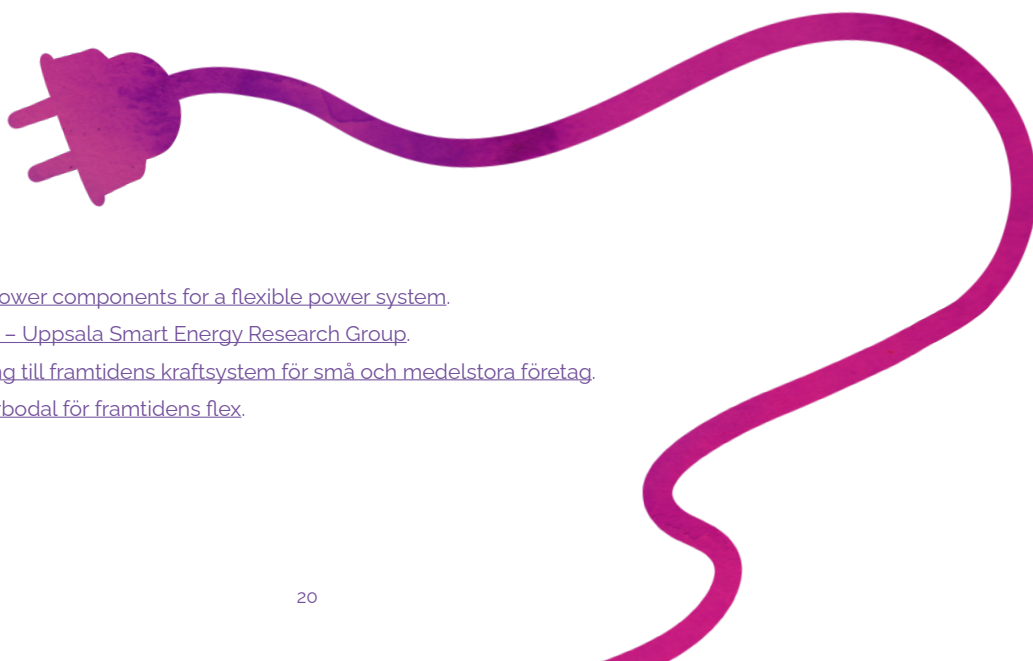 ower components for a flexible power system.
– Uppsala Smart Energy Research Group.
g till framtidens kraftsystem för små och medelstora företag.
bodal för framtidens flex.
20